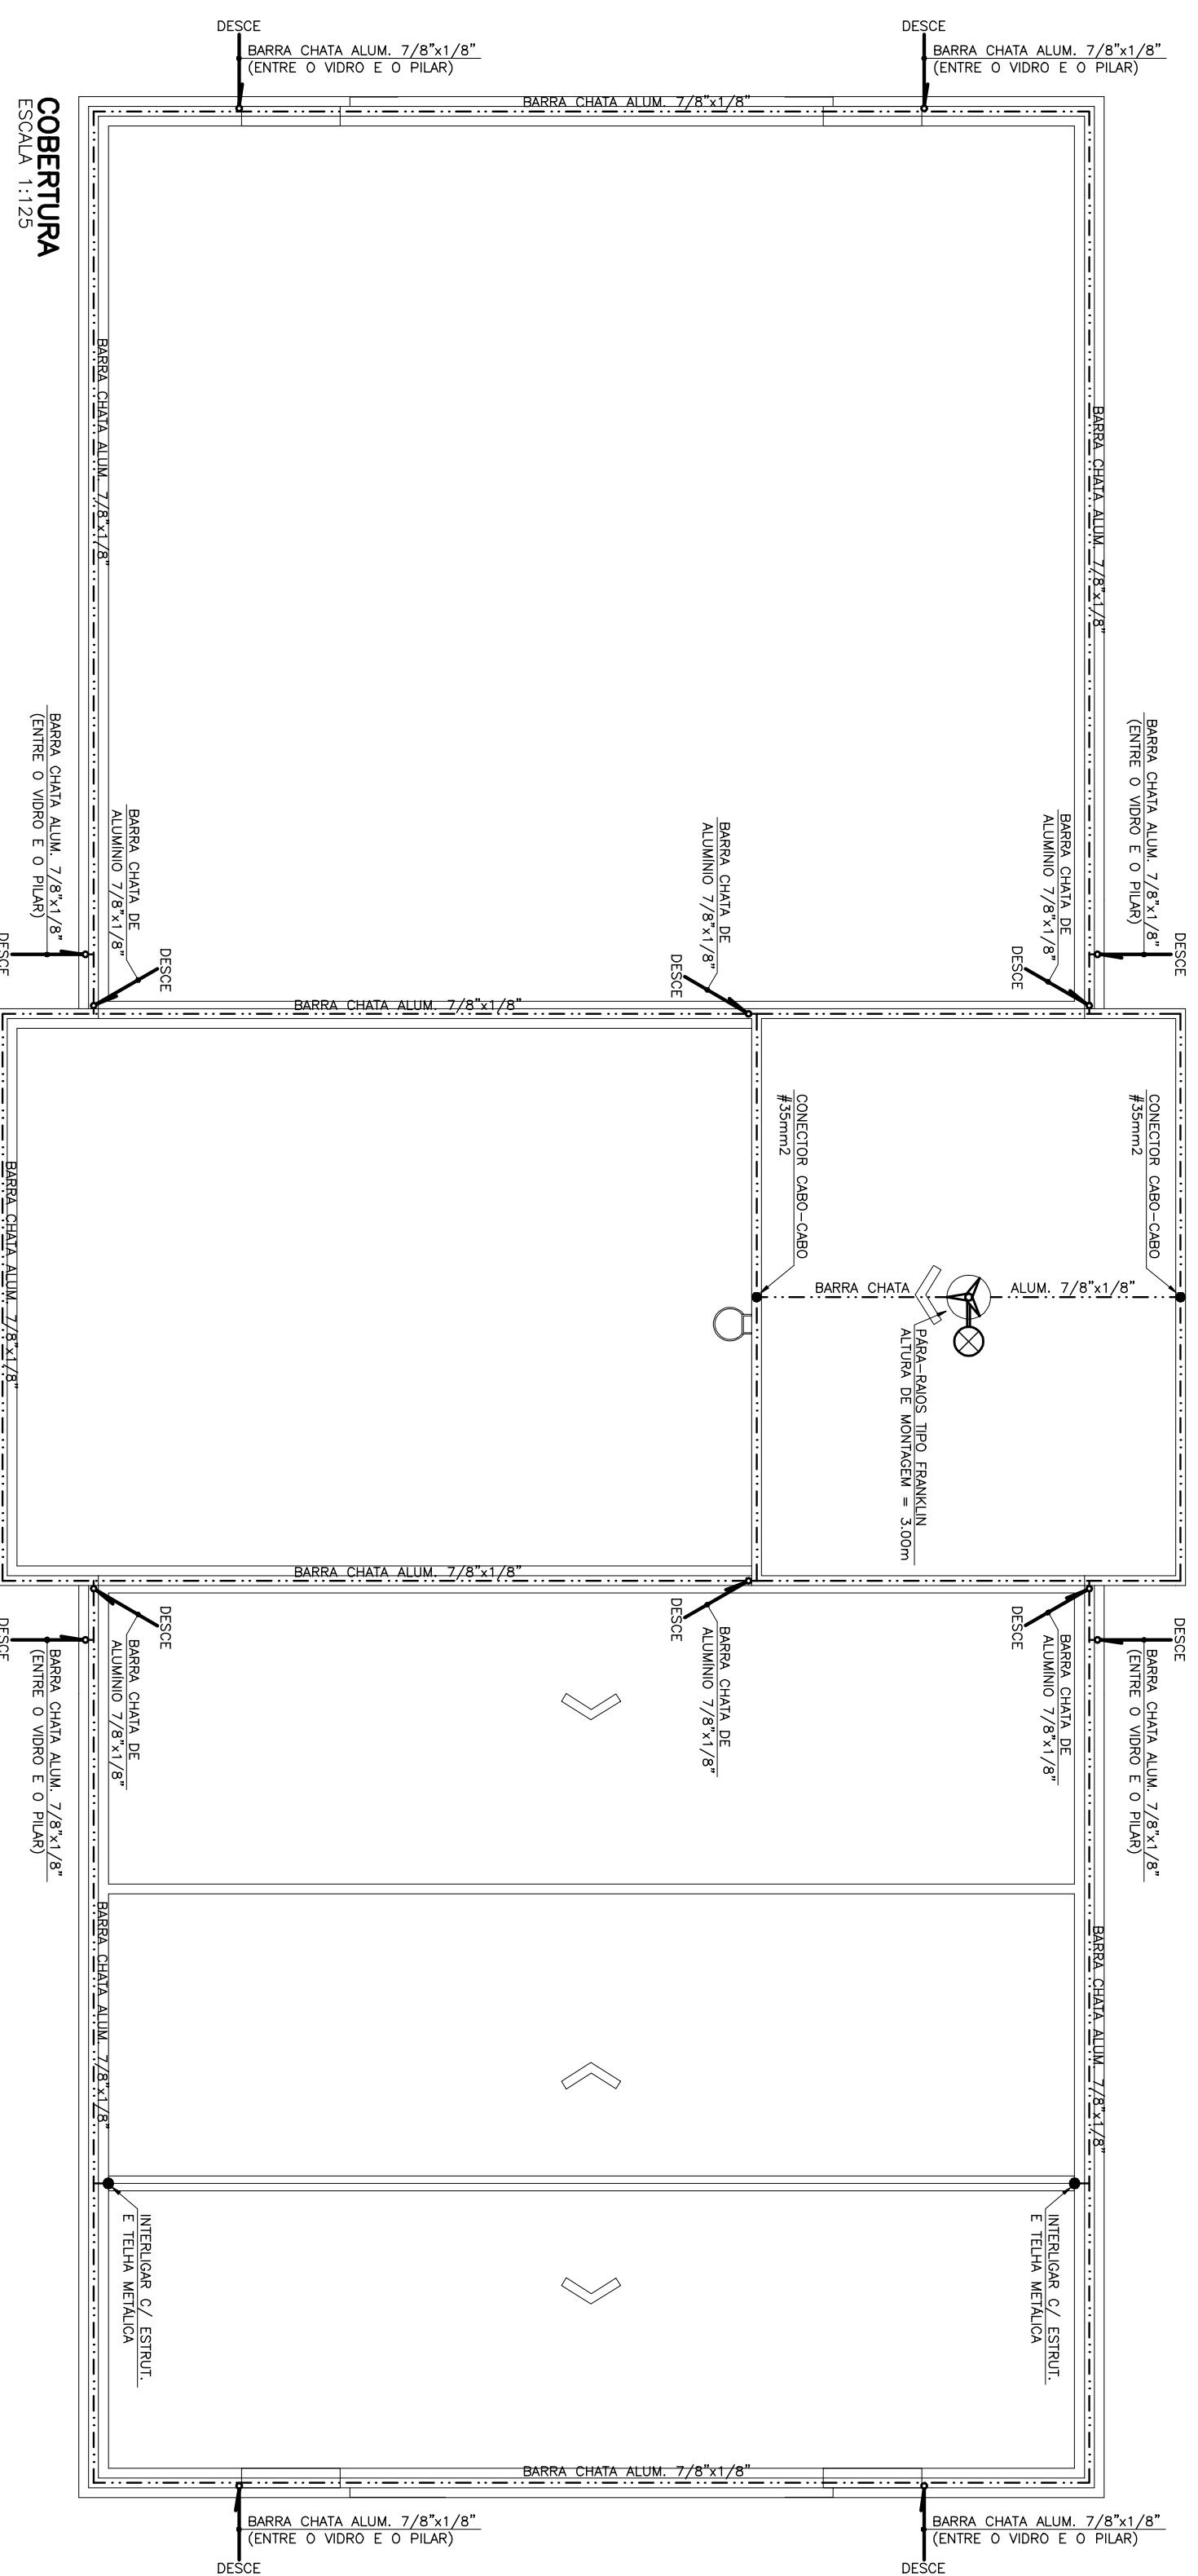 DESCE
BARRA CHATA ALUM. 7/8"x1/8"
(ENTRE O VIDRO E O PILAR)
DESCE
BARRA CHATA ALUM. 7/8"x1/8"
(ENTRE O VIDRO E O PILAR)
BARRA CHATA ALUM. 7/8"x1/8"
COBERTURA
ESCALA 1:125
BARRA CHATA ALUM. 7/8"x1/8"
BARRA CHATA ALUM. 7/8"x1/8"
BARRA CHATA ALUM. 7/8"x1/8"
(ENTRE O VIDRO E O PILAR)
DESCE
BARRA CHATA ALUM. 7/8"x1/8"
(ENTRE O VIDRO E O PILAR)
DESCE
BARRA CHATA DE
ALUMÍNIO 7/8"x1/8"
DESCE
BARRA CHATA DE
ALUMÍNIO 7/8"x1/8"
DESCE
BARRA CHATA DE
ALUMÍNIO 7/8"x1/8"
DESCE
BARRA CHATA ALUM. 7/8"x1/8"
CONECTOR CABO-CABO
#35mm2
CONECTOR CABO-CABO
#35mm2
BARRA CHATA ALUM. 7/8"x1/8"
BARRA CHATA ALUM. 7/8"x1/8"
PÁRA-RAIOS TIPO FRANKLIN
ALTURA DE MONTAGEM = 3.00m
BARRA CHATA ALUM. 7/8"x1/8"
DESCE
BARRA CHATA DE
ALUMÍNIO 7/8"x1/8"
DESCE
BARRA CHATA DE
ALUMÍNIO 7/8"x1/8"
DESCE
BARRA CHATA DE
ALUMÍNIO 7/8"x1/8"
DESCE
BARRA CHATA ALUM. 7/8"x1/8"
(ENTRE O VIDRO E O PILAR)
DESCE
BARRA CHATA ALUM. 7/8"x1/8"
(ENTRE O VIDRO E O PILAR)
BARRA CHATA ALUM. 7/8"x1/8"
BARRA CHATA ALUM. 7/8"x1/8"
INTERLIGAR C/ ESTRUT.
E TELHA METÁLICA
INTERLIGAR C/ ESTRUT.
E TELHA METÁLICA
BARRA CHATA ALUM. 7/8"x1/8"
BARRA CHATA ALUM. 7/8"x1/8"
(ENTRE O VIDRO E O PILAR)
DESCE
BARRA CHATA ALUM. 7/8"x1/8"
(ENTRE O VIDRO E O PILAR)
DESCE